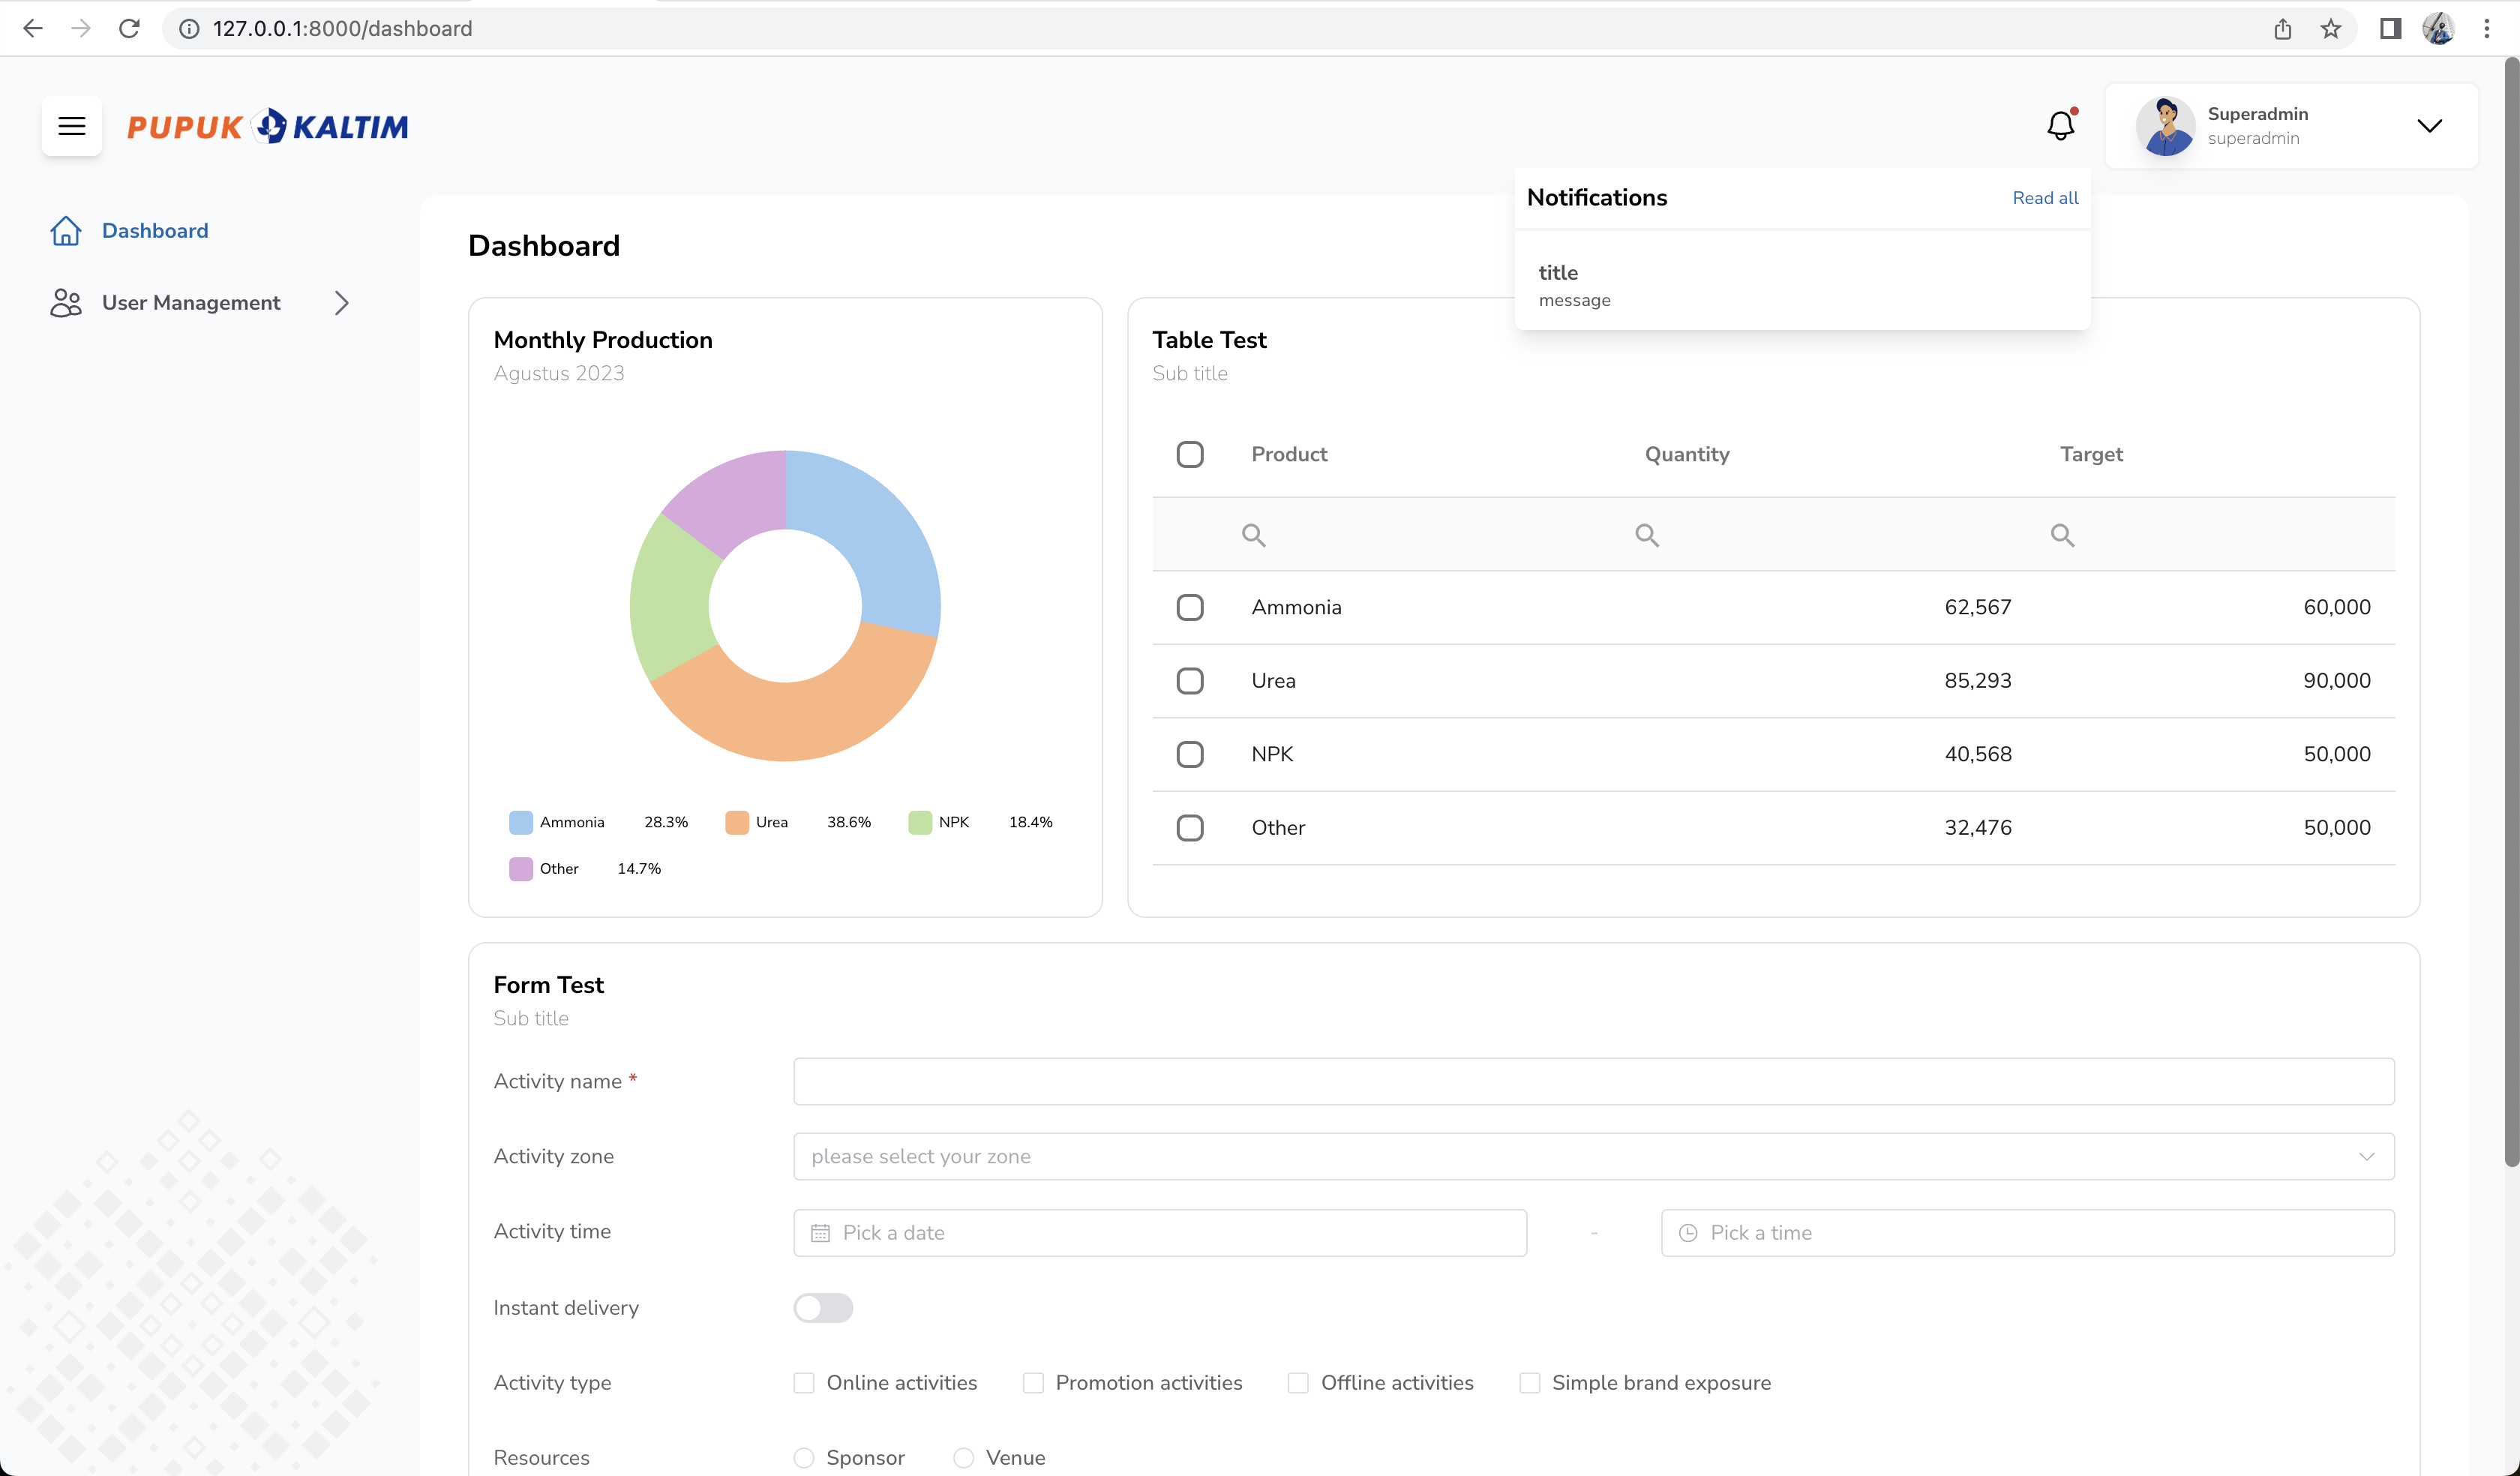 127.0.0.1:8000/dashboard
PUPUK KALTIM
Superadmin
superadmin
Notifications
Read all
title
message
Dashboard
User Management
Dashboard
Monthly Production
Agustus 2023
Ammonia 28.3% Urea 38.6% NPK 18.4%
Other 14.7%
Table Test
Sub title
Product Quantity Target
Ammonia 62,567 60,000
Urea 85,293 90,000
NPK 40,568 50,000
Other 32,476 50,000
Form Test
Sub title
Activity name *
Activity zone please select your zone
Activity time Pick a date - Pick a time
Instant delivery
Activity type Online activities Promotion activities Offline activities Simple brand exposure
Resources Sponsor Venue